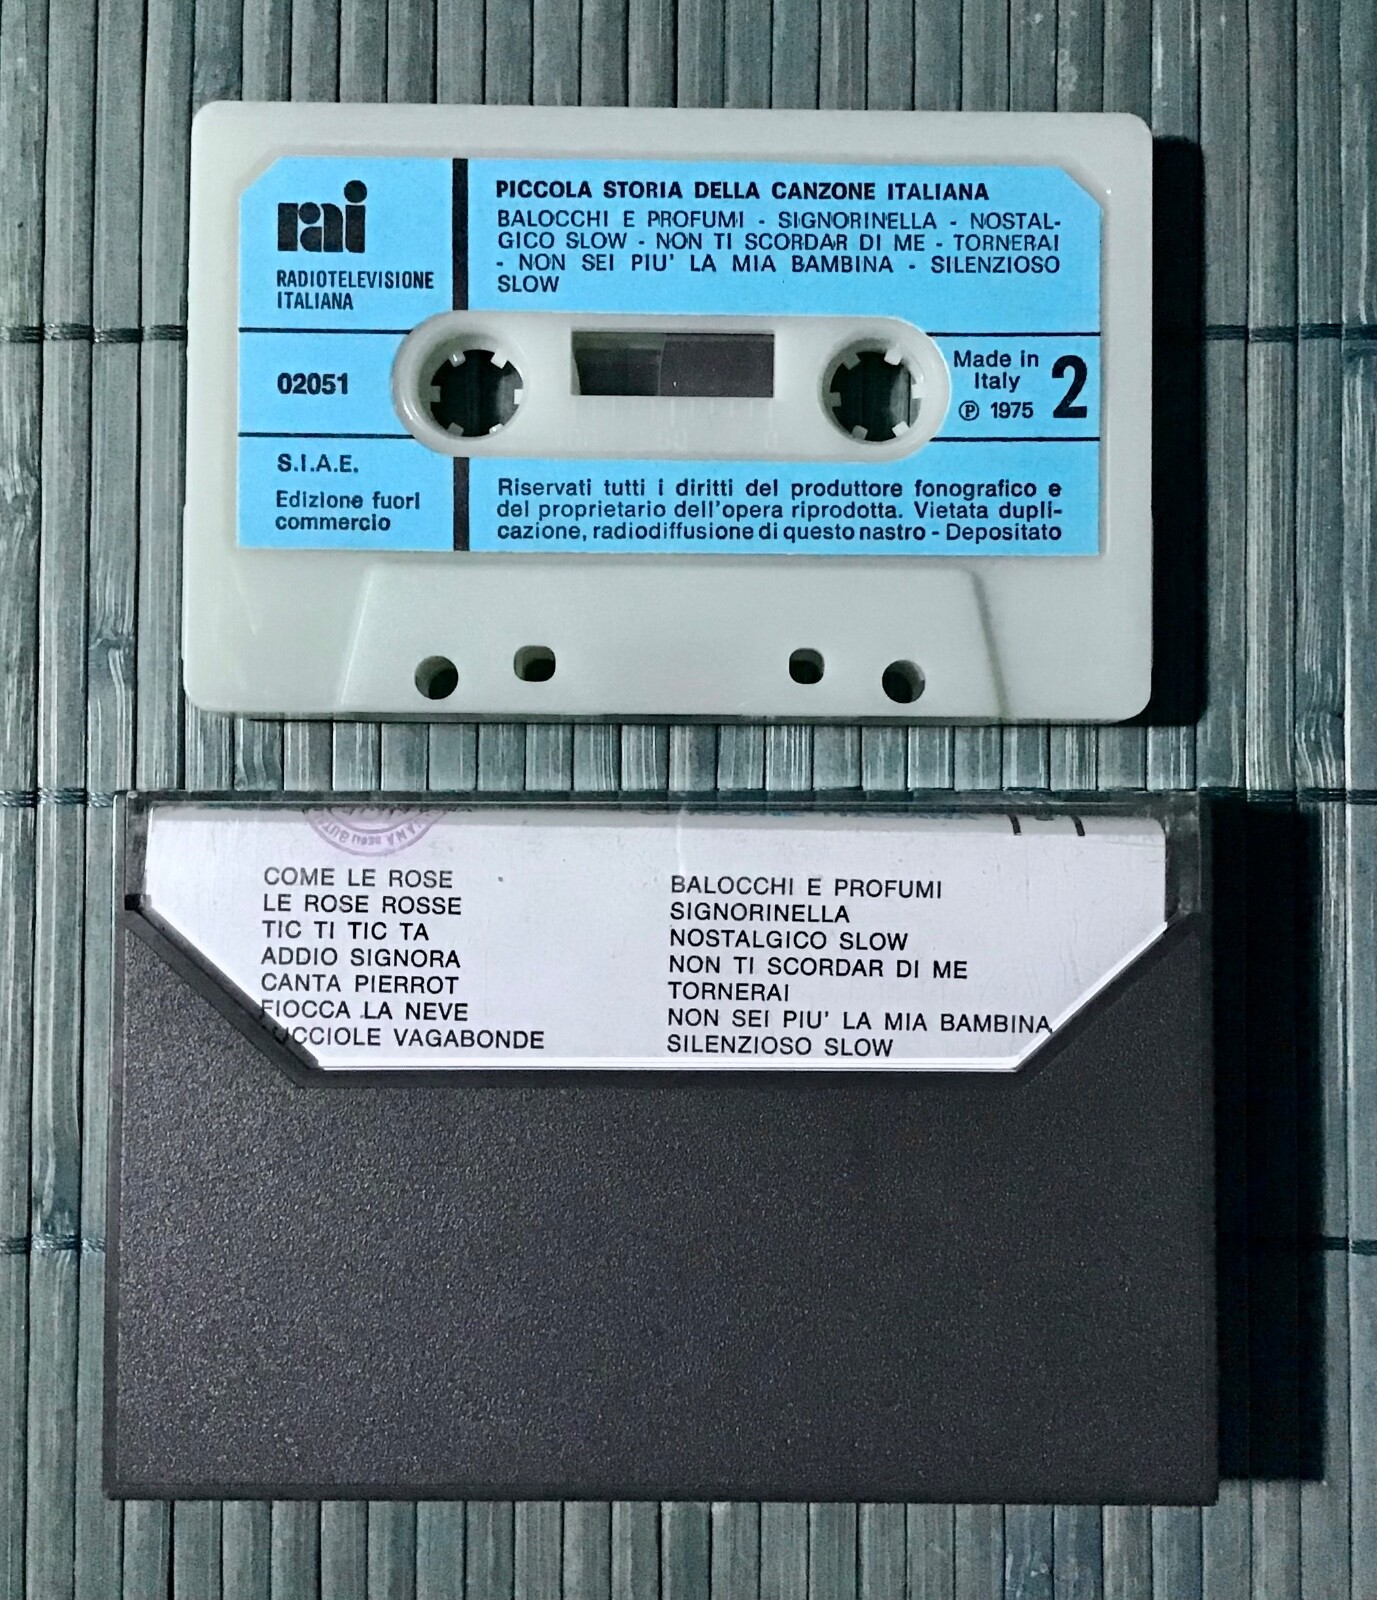 rai
RADIOTELEVISIONE
ITALIANA
PICCOLA STORIA DELLA CANZONE ITALIANA
BALOCCHI E PROFUMI - SIGNORINELLA - NOSTAL-
GICO SLOW - NON TI SCORDAR DI ME - TORNERAI
- NON SEI PIU' LA MIA BAMBINA - SILENZIOSO
SLOW
02051
Made in
Italy
℗ 1975
2
S.I.A.E.
Edizione fuori
commercio
Riservati tutti i diritti del produttore fonografico e
del proprietario dell'opera riprodotta. Vietata dupli-
cazione, radiodiffusione di questo nastro - Depositato
COME LE ROSE
LE ROSE ROSSE
TIC TI TIC TA
ADDIO SIGNORA
CANTA PIERROT
FIOCCA LA NEVE
VAGABONDE
BALOCCHI E PROFUMI
SIGNORINELLA
NOSTALGICO SLOW
NON TI SCORDAR DI ME
TORNERAI
NON SEI PIU' LA MIA BAMBINA
SILENZIOSO SLOW